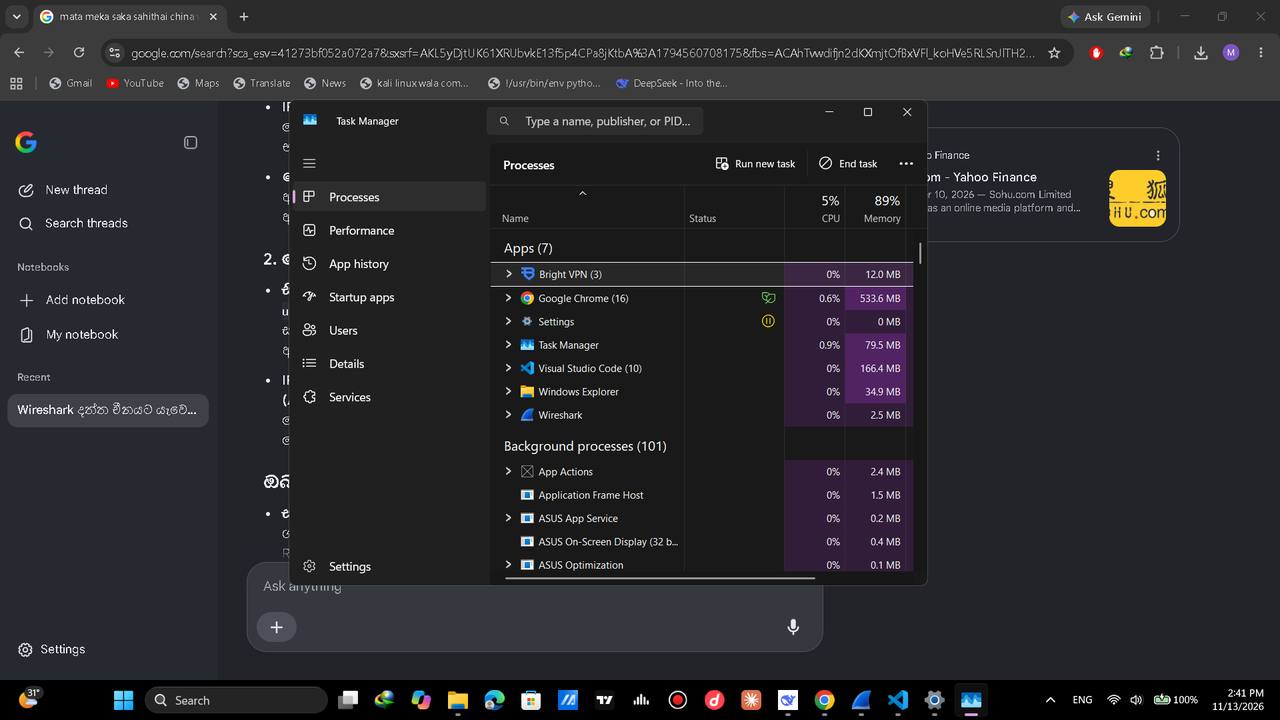 mata meka saka sahithai china
Ask Gemini
google.com/search?sca_esv=41273bf052a072a7&sxsrf=AKL5yDjtUK61XRUbvkE13f5p4CPa8jKtbA%3A1794560708175&fbs=ACAhTwwdifjn2dKXmjtOfBxVFl_koHVe5RLSnJlTH2...
M
Gmail
YouTube
Maps
Translate
News
kali linux wala com...
!/usr/bin/env pytho...
DeepSeek - Into the...
Task Manager
Type a name, publisher, or PID...
Finance
New thread
Search threads
Notebooks
Add notebook
My notebook
Recent
Wireshark දත්ත චීනයට යැවෙ...
Settings
Processes
Performance
App history
Startup apps
Users
Details
Services
Settings
Processes
Run new task
End task
5%
89%
Name
Status
CPU
Memory
Apps (7)
Bright VPN (3)
0%
12.0 MB
Google Chrome (16)
0.6%
533.6 MB
Settings
0%
0 MB
Task Manager
0.9%
79.5 MB
Visual Studio Code (10)
0%
166.4 MB
Windows Explorer
0%
34.9 MB
Wireshark
0%
2.5 MB
Background processes (101)
App Actions
0%
2.4 MB
Application Frame Host
0%
1.5 MB
ASUS App Service
0%
0.2 MB
ASUS On-Screen Display (32 b...
0%
0.4 MB
ASUS Optimization
0%
0.1 MB
- Yahoo Finance
10, 2026 — Sohu.com Limited
as an online media platform and...
2.
Ask anything
31°
Search
ENG
100%
2:41 PM
11/13/2026